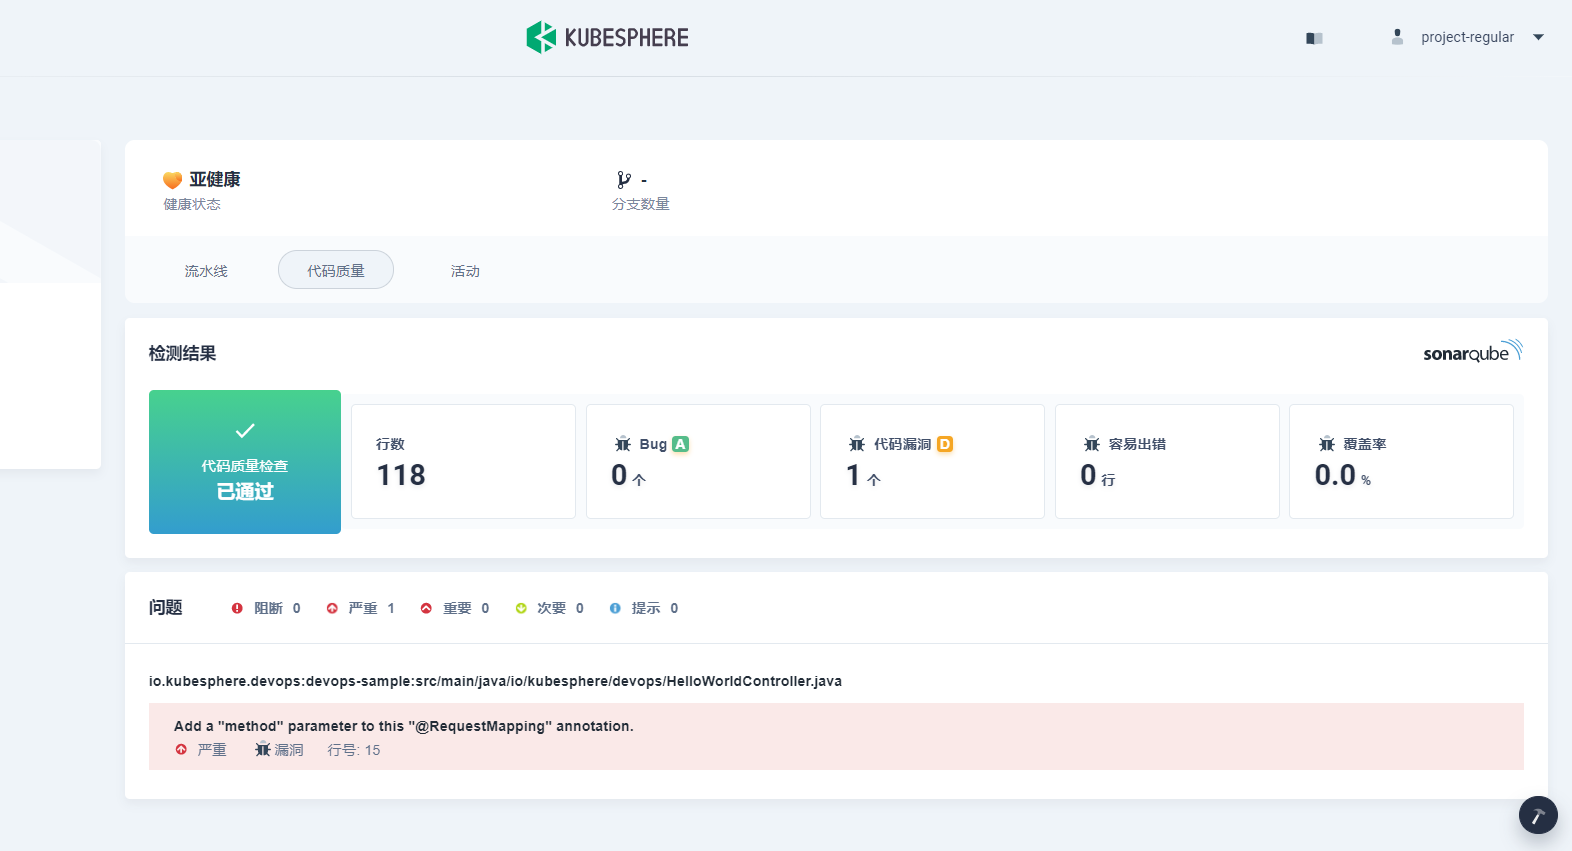 KUBESPHERE
project-regular
亚健康
健康状态
-
分支数量
流水线
代码质量
活动
检测结果
sonarqube
代码质量检查
已通过
行数
118
Bug A
0 个
代码漏洞 D
1 个
容易出错
0 行
覆盖率
0.0 %
问题 阻断 0 严重 1 重要 0 次要 0 提示 0
io.kubesphere.devops:devops-sample:src/main/java/io/kubesphere/devops/HelloWorldController.java
Add a "method" parameter to this "@RequestMapping" annotation.
严重 漏洞 行号: 15